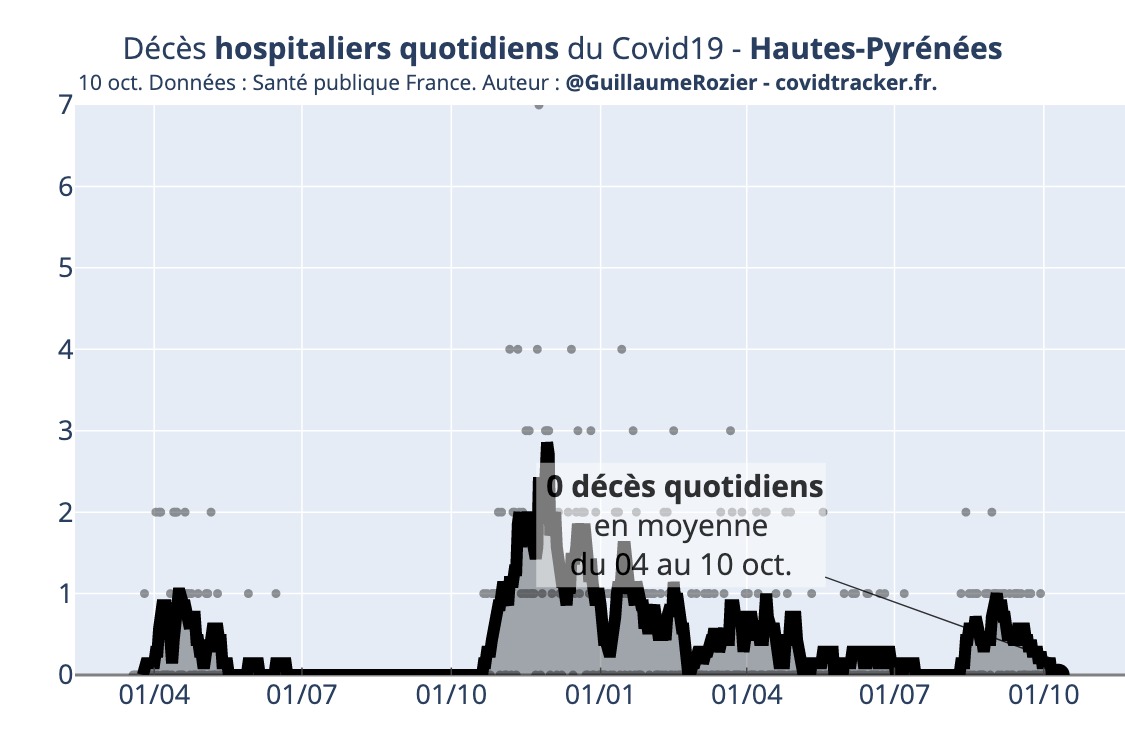 Décès hospitaliers quotidiens du Covid19 - Hautes-Pyrénées
10 oct. Données : Santé publique France. Auteur : @GuillaumeRozier - covidtracker.fr.
7
6
5
4
3
0 décès quotidiens
2
en moyenne
du 04 au 10 oct.
1
0
01/04 01/07 01/10 01/01 01/04 01/07 01/10